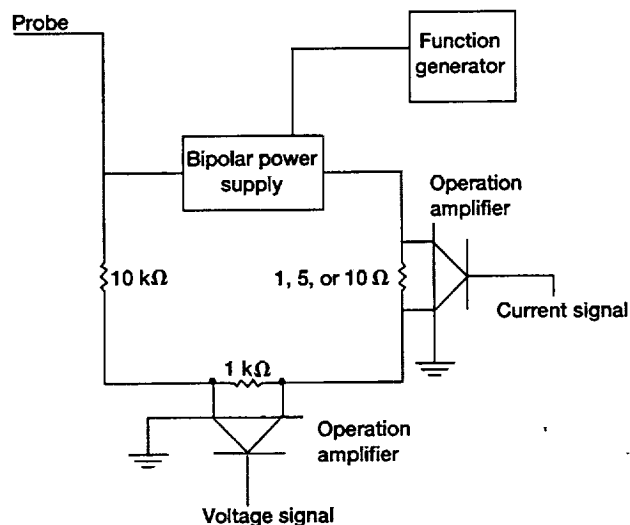 Probe
Function
generator
Bipolar power
supply
Operation
amplifier
10 kΩ
1, 5, or 10 Ω
Current signal
1 kΩ
Operation
amplifier
Voltage signal